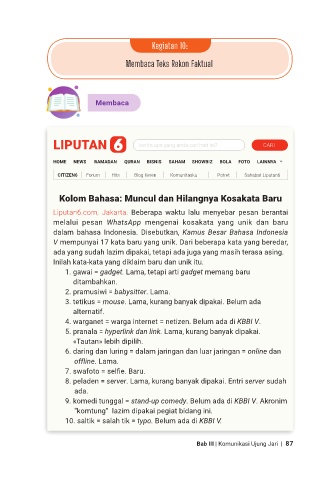 Kegiatan 10:
Membaca Teks Rekon Faktual
Membaca
LIPUTAN 6
CARI
HOME NEWS RAMADAN QURAN BISNIS SAHAM SHOWBIZ BOLA FOTO LAINNYA
CITIZEN6 Forum Hits Komunitasku Potret Sahabat Liputan6
Kolom Bahasa: Muncul dan Hilangnya Kosakata Baru
Liputan6.com, Jakarta. Beberapa waktu lalu menyebar pesan berantai
melalui pesan WhatsApp mengenai kosakata yang unik dan baru
dalam bahasa Indonesia. Disebutkan, Kamus Besar Bahasa Indonesia
V mempunyai 17 kata baru yang unik. Dari beberapa kata yang beredar,
ada yang sudah lazim dipakai, tetapi ada juga yang masih terasa asing.
Inilah kata-kata yang diklaim baru dan unik itu.
1. gawai = gadget. Lama, tetapi arti gadget memang baru
ditambahkan.
2. pramusiwi = babysitter. Lama.
3. tetikus = mouse. Lama, kurang banyak dipakai. Belum ada
alternatif.
4. warganet = warga internet = netizen. Belum ada di KBBI V.
5. pranala = hyperlink dan link. Lama, kurang banyak dipakai.
«Tautan» lebih dipilih.
6. daring dan luring = dalam jaringan dan luar jaringan = online dan
offline. Lama.
7. swafoto = selfie. Baru.
8. peladen = server. Lama, kurang banyak dipakai. Entri server sudah
ada.
9. komedi tunggal = stand-up comedy. Belum ada di KBBI V. Akronim
"komtung" lazim dipakai pegiat bidang ini.
10. saltik = salah tik = typo. Belum ada di KBBI V.
Bab III | Komunikasi Ujung Jari | 87